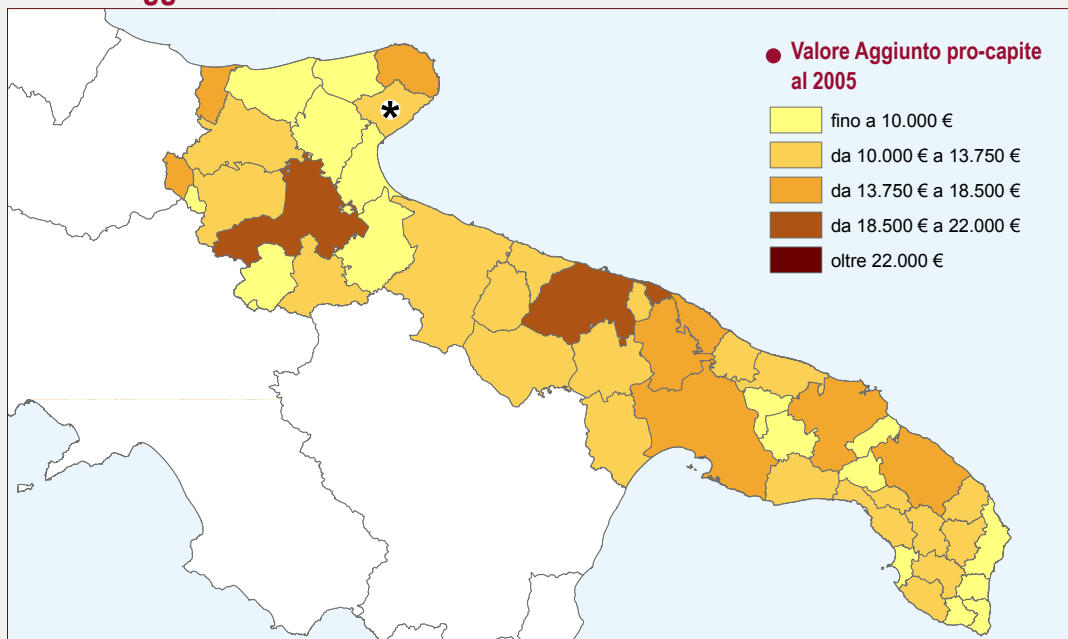 Valore Aggiunto pro-capite
al 2005
fino a 10.000 €
da 10.000 € a 13.750 €
da 13.750 € a 18.500 €
da 18.500 € a 22.000 €
oltre 22.000 €
*